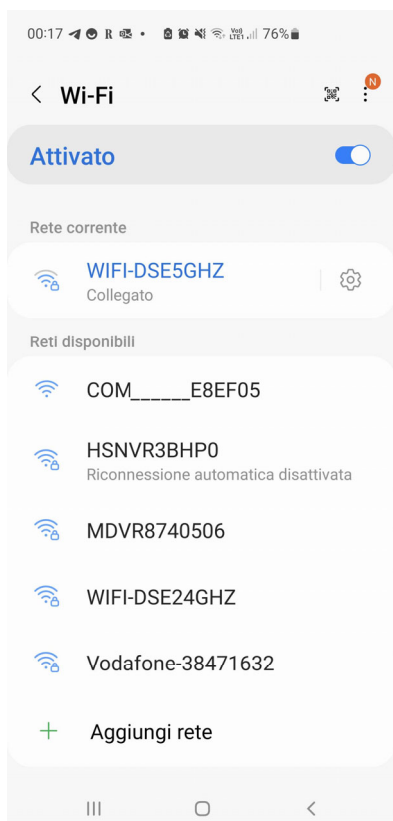 00:17 R 76%
Wi-Fi
N
Attivato
Rete corrente
WIFI-DSE5GHZ
Collegato
Reti disponibili
COM______E8EF05
HSNVR3BHP0
Riconnessione automatica disattivata
MDVR8740506
WIFI-DSE24GHZ
Vodafone-38471632
Aggiungi rete